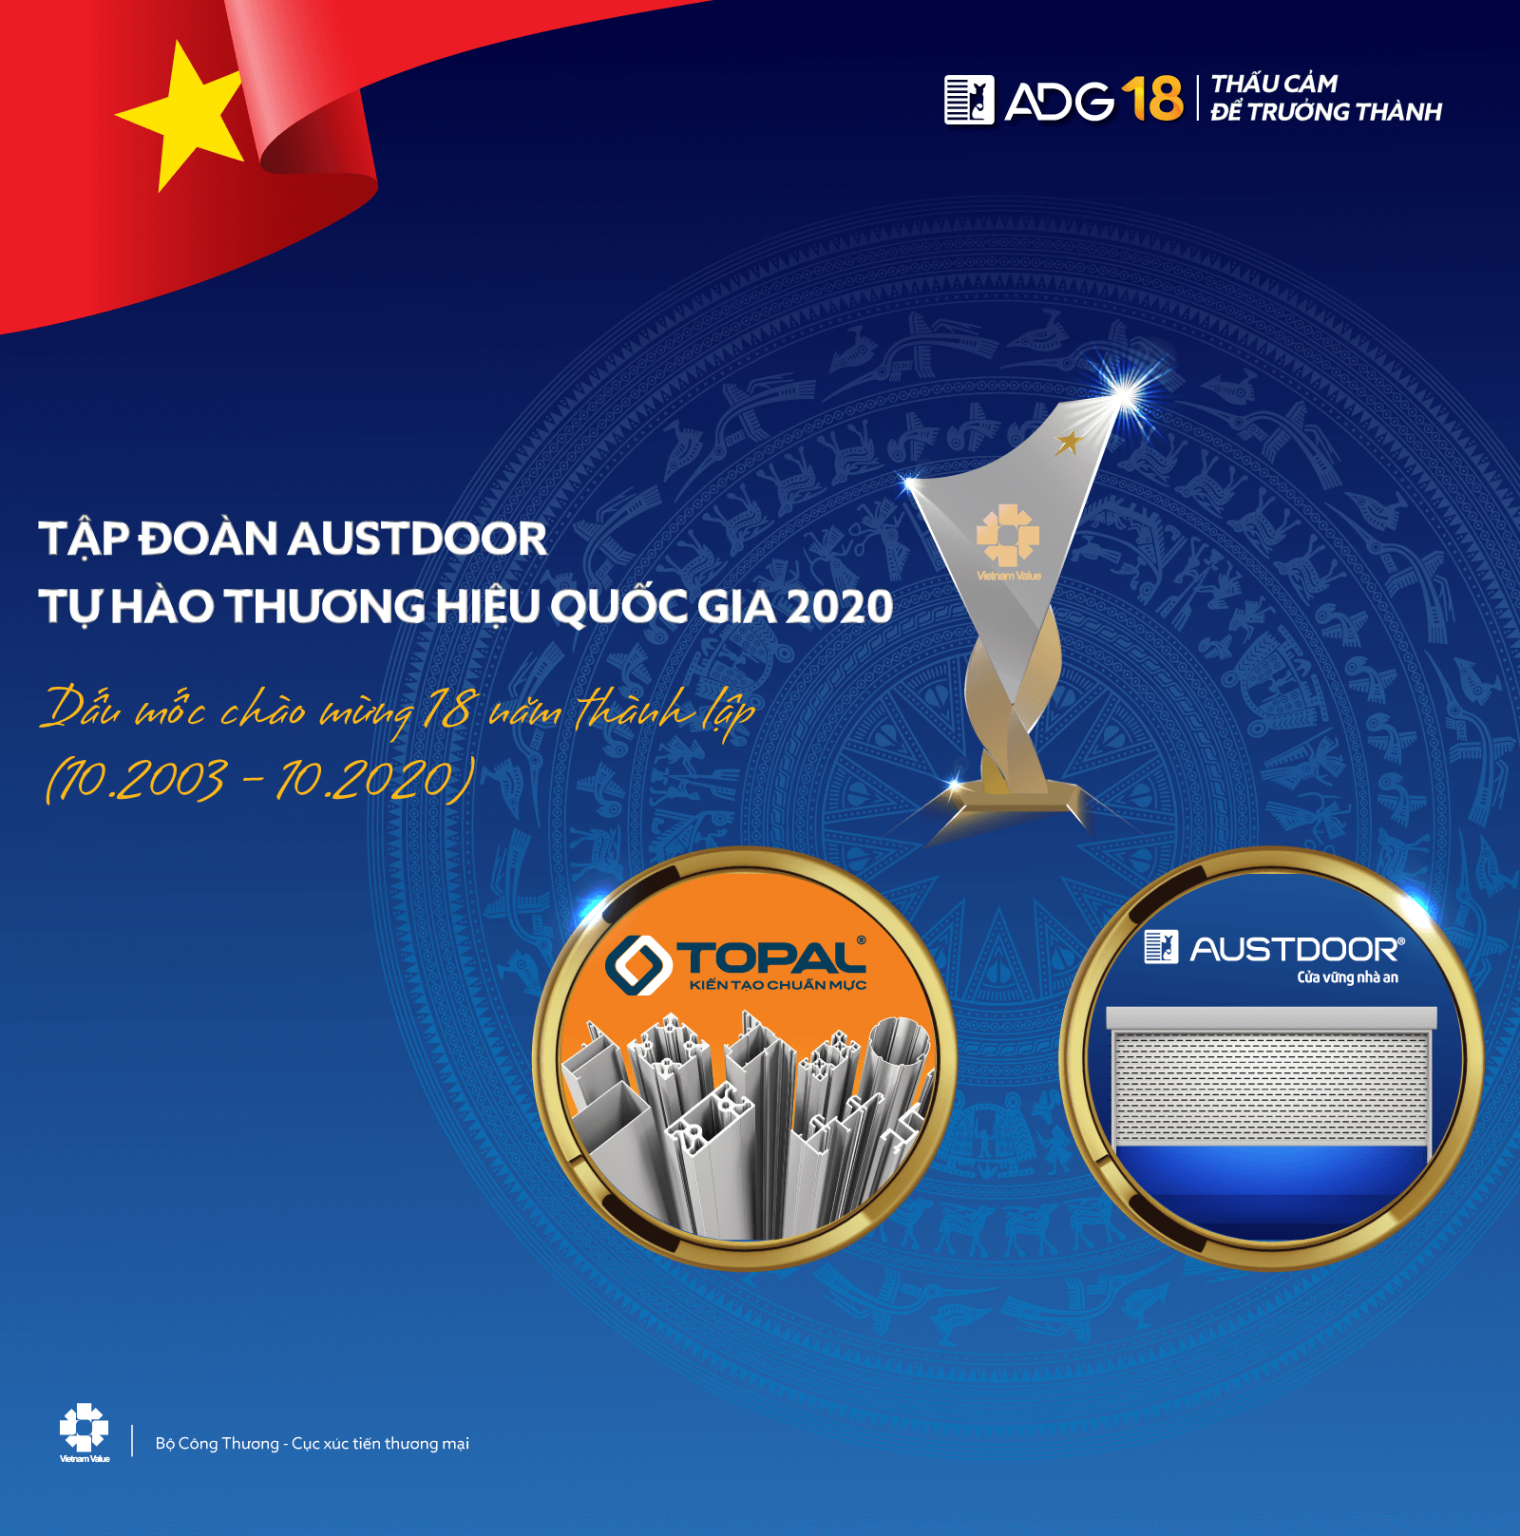 ADG 18
THẤU CẢM
ĐỂ TRƯỞNG THÀNH
Vietnam Value
TẬP ĐOÀN AUSTDOOR
TỰ HÀO THƯƠNG HIỆU QUỐC GIA 2020
Dấu mốc chào mừng 18 năm thành lập
(10.2003 - 10.2020)
TOPAL®
KIẾN TẠO CHUẨN MỰC
AUSTDOOR®
Cửa vững nhà an
Vietnam Value
Bộ Công Thương - Cục xúc tiến thương mại